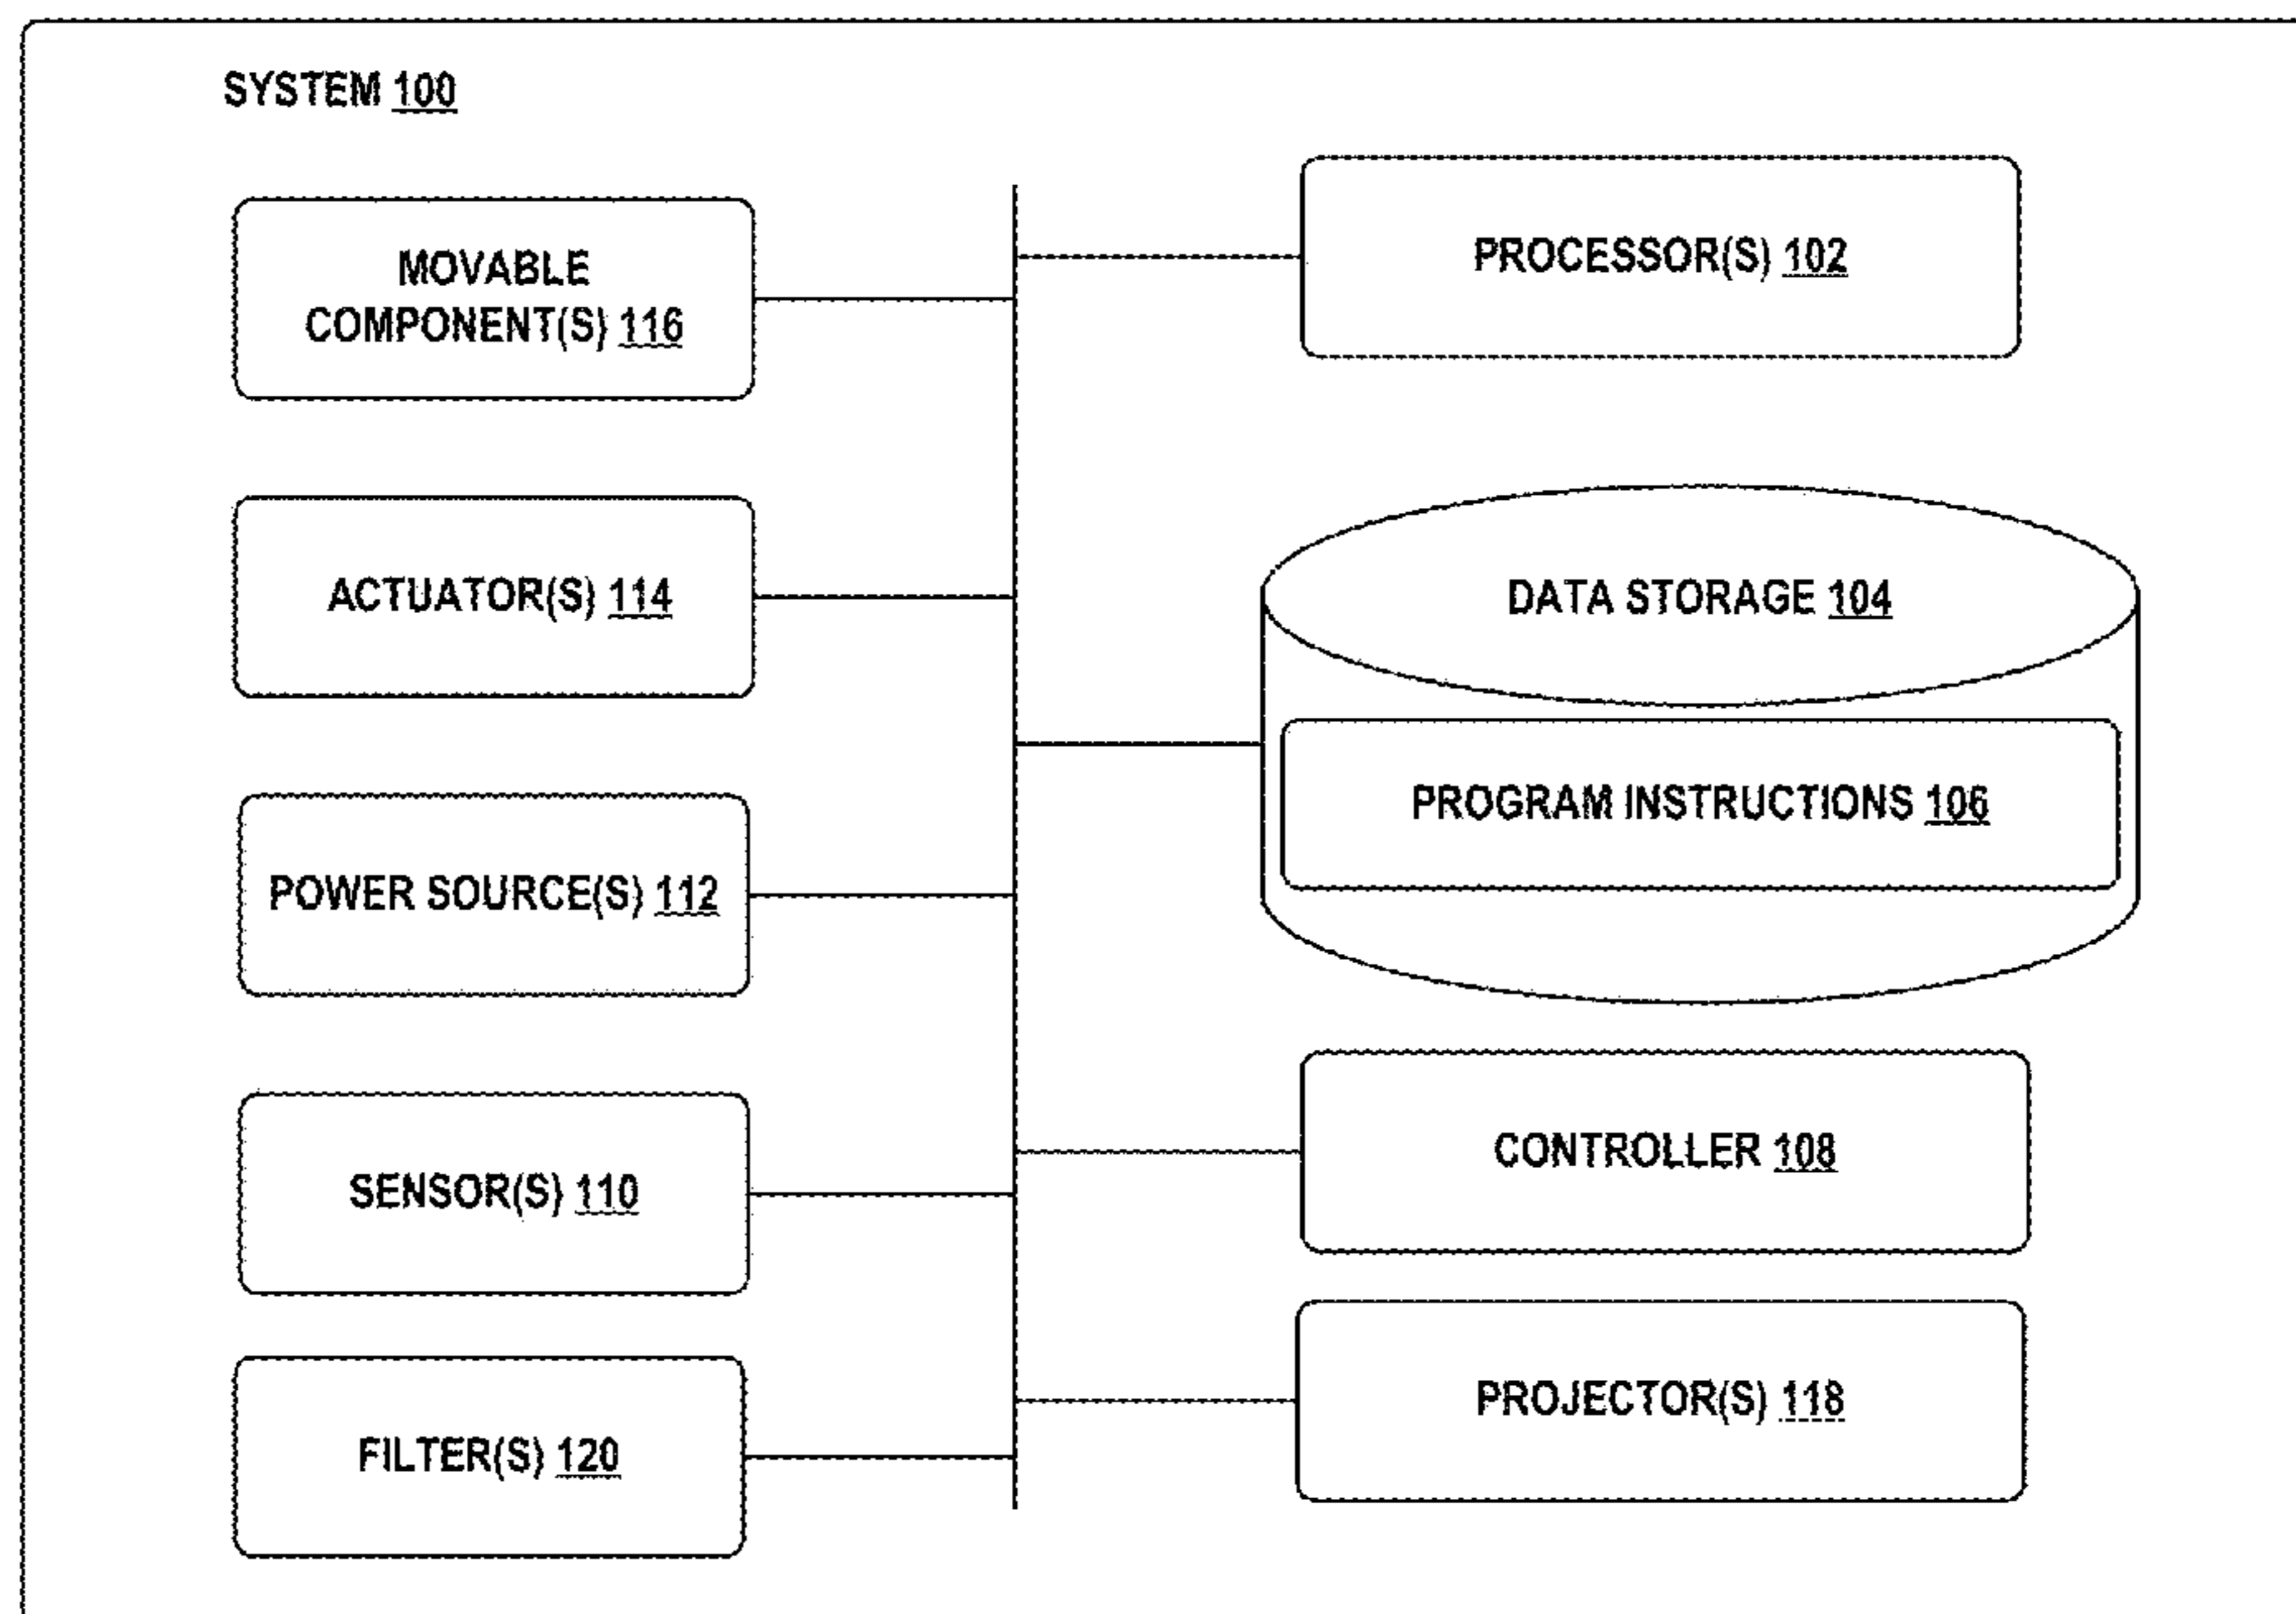 SYSTEM 100
MOVABLE
COMPONENT(S) 116
ACTUATOR(S) 114
POWER SOURCE(S) 112
SENSOR(S) 110
FILTER(S) 120
PROCESSOR(S) 102
DATA STORAGE 104
PROGRAM INSTRUCTIONS 106
CONTROLLER 108
PROJECTOR(S) 118